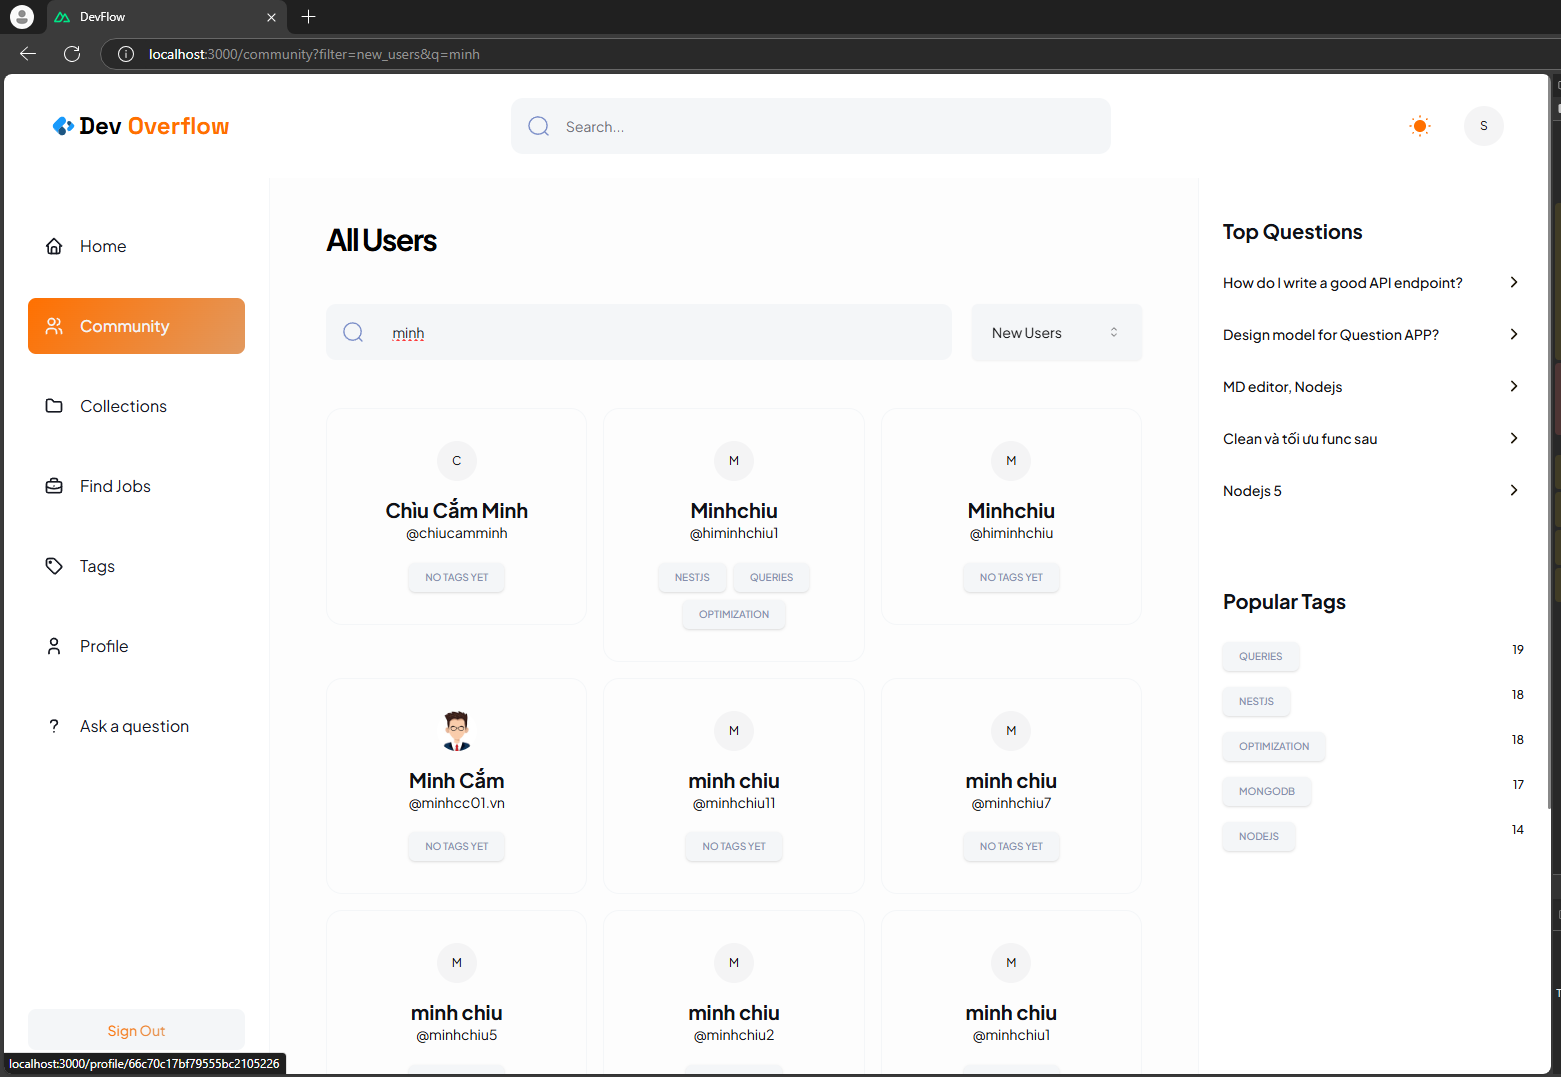 DevFlow
localhost:3000/community?filter=new_users&q=minh
Dev Overflow
Search...
S
Home
Community
Collections
Find Jobs
Tags
Profile
Ask a question
Sign Out
All Users
minh
New Users
C
Chìu Cắm Minh
@chiucamminh
NO TAGS YET
M
Minhchiu
@himinhchiu1
NESTJS QUERIES
OPTIMIZATION
M
Minhchiu
@himinhchiu
NO TAGS YET
Minh Cắm
@minhcc01.vn
NO TAGS YET
M
minh chiu
@minhchiu11
NO TAGS YET
M
minh chiu
@minhchiu7
NO TAGS YET
M
minh chiu
@minhchiu5
M
minh chiu
@minhchiu2
M
minh chiu
@minhchiu1
Top Questions
How do I write a good API endpoint?
Design model for Question APP?
MD editor, Nodejs
Clean và tối ưu func sau
Nodejs 5
Popular Tags
QUERIES 19
NESTJS 18
OPTIMIZATION 18
MONGODB 17
NODEJS 14
localhost:3000/profile/66c70c17bf79555bc2105226